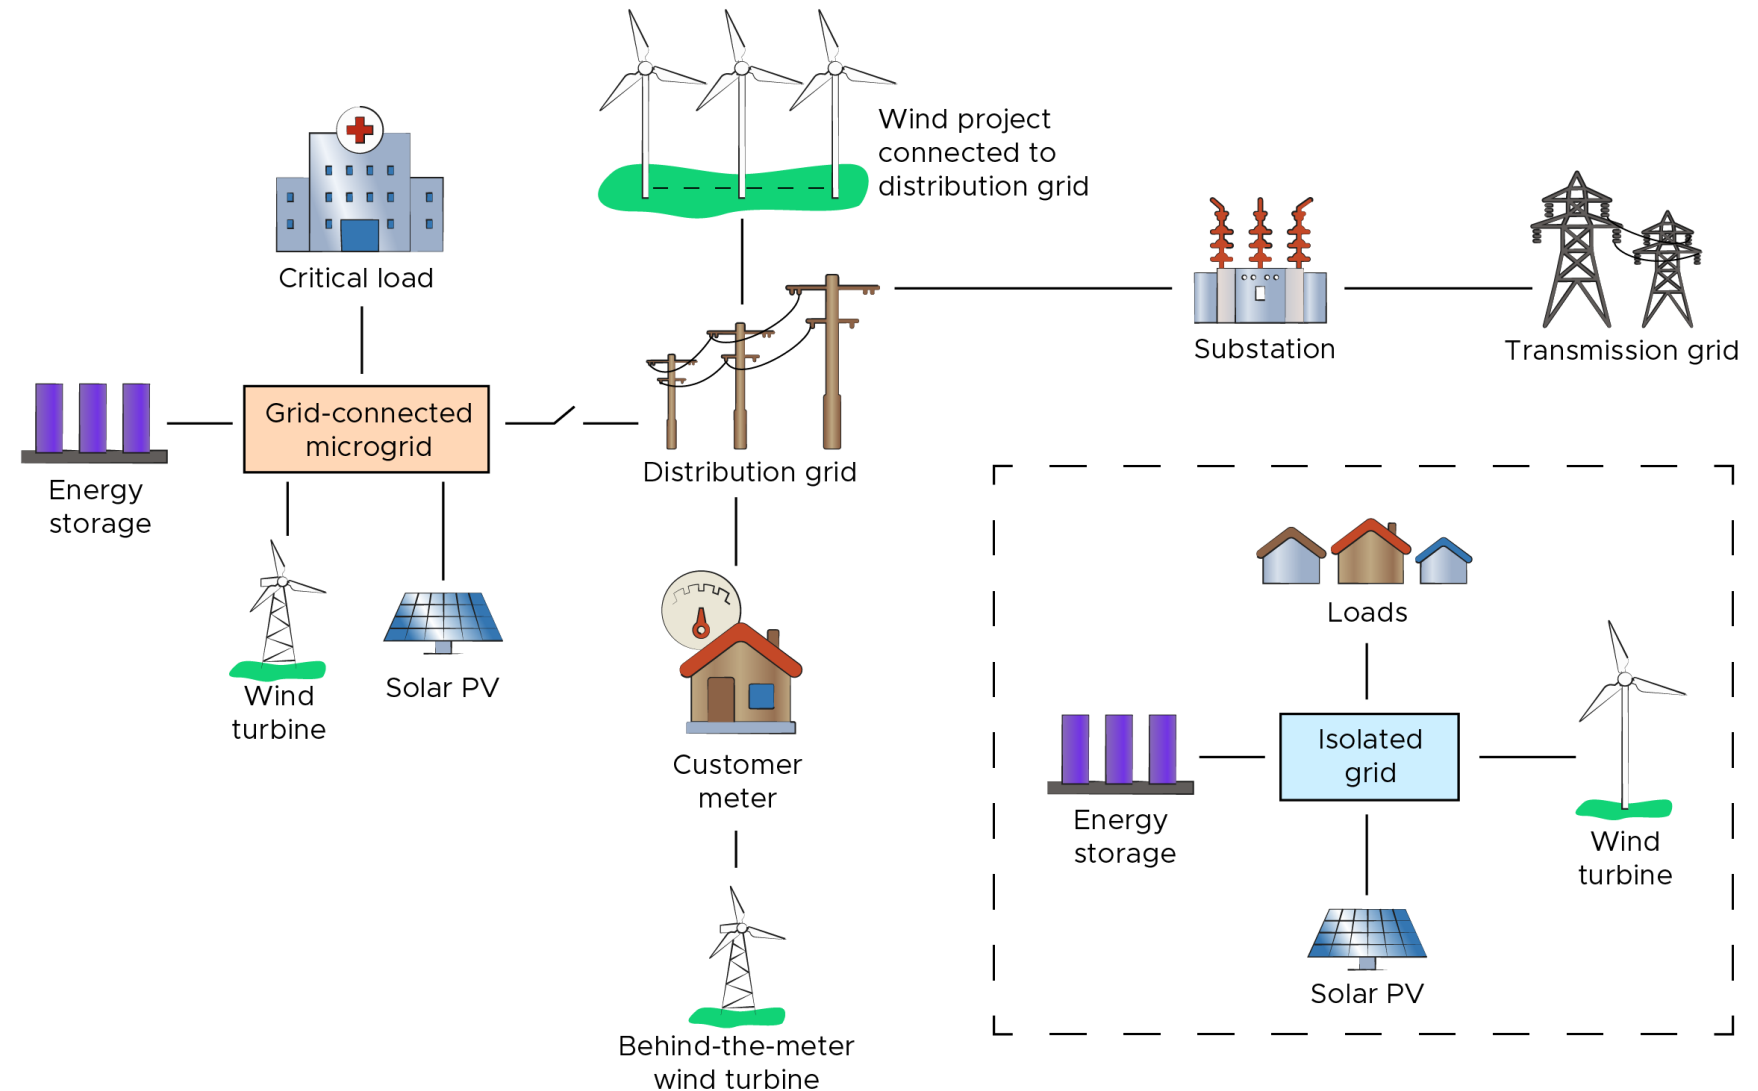 Wind project
connected to
distribution grid
Critical load
Substation
Transmission grid
Grid-connected
microgrid
Distribution grid
Energy
storage
Wind
turbine
Solar PV
Customer
meter
Behind-the-meter
wind turbine
Loads
Isolated
grid
Energy
storage
Wind
turbine
Solar PV